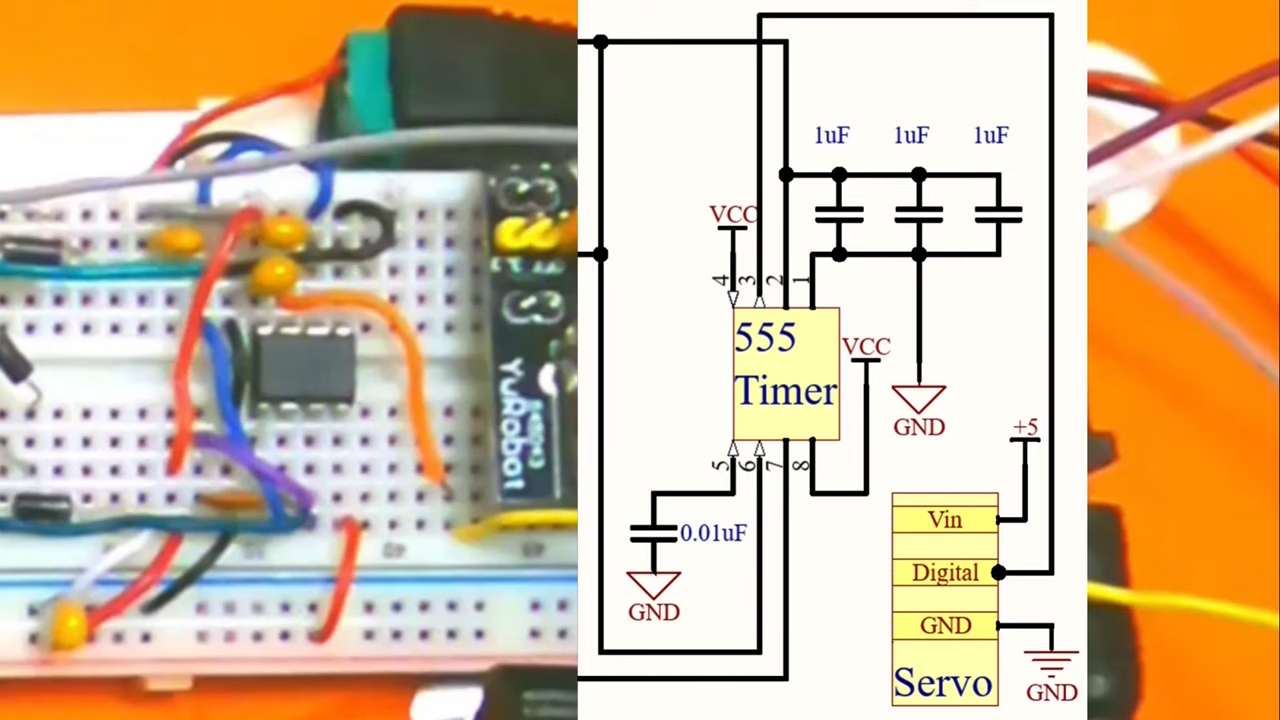 YuRobot
1uF 1uF 1uF
VCC
4 3 2 1
555
Timer
VCC
GND
5 6 7 8
0.01uF
GND
+5
Vin
Digital
GND
Servo
GND